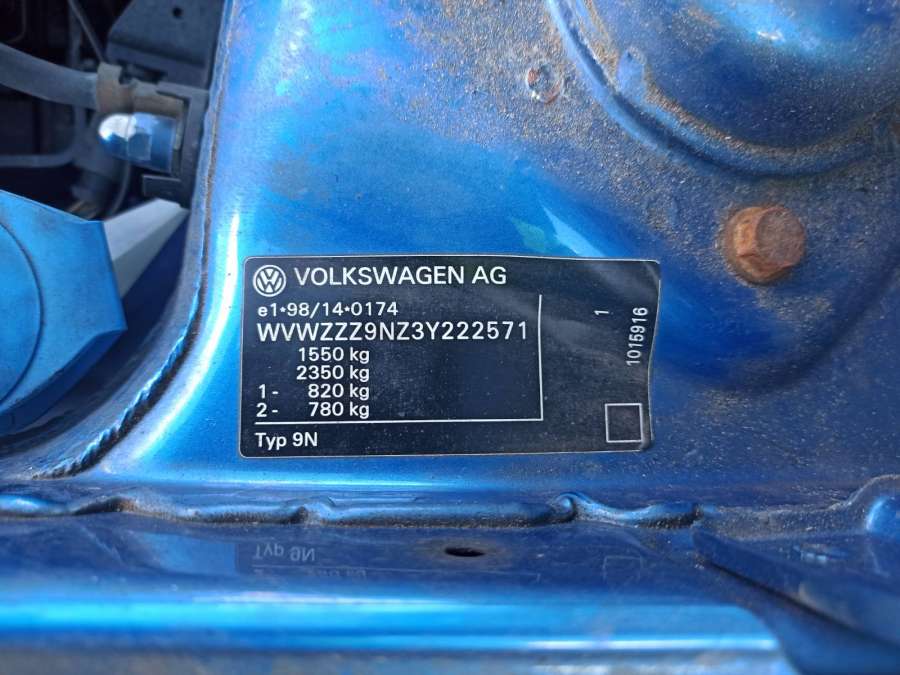 VOLKSWAGEN AG
e1*98/14*0174
WVWZZZ9NZ3Y222571
1550 kg
2350 kg
1- 820 kg
2- 780 kg
Typ 9N
1
1015916